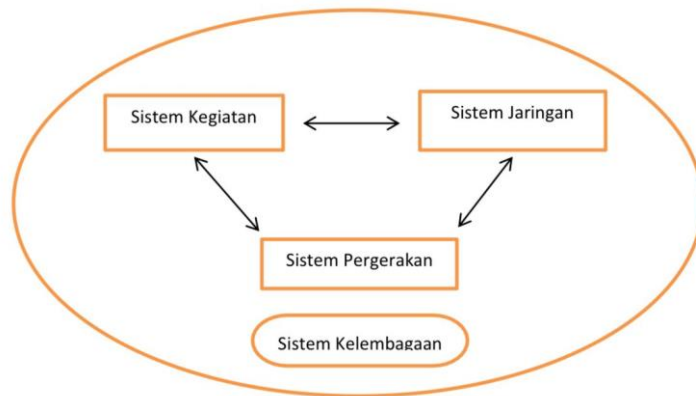 Sistem Kegiatan
Sistem Jaringan
Sistem Pergerakan
Sistem Kelembagaan